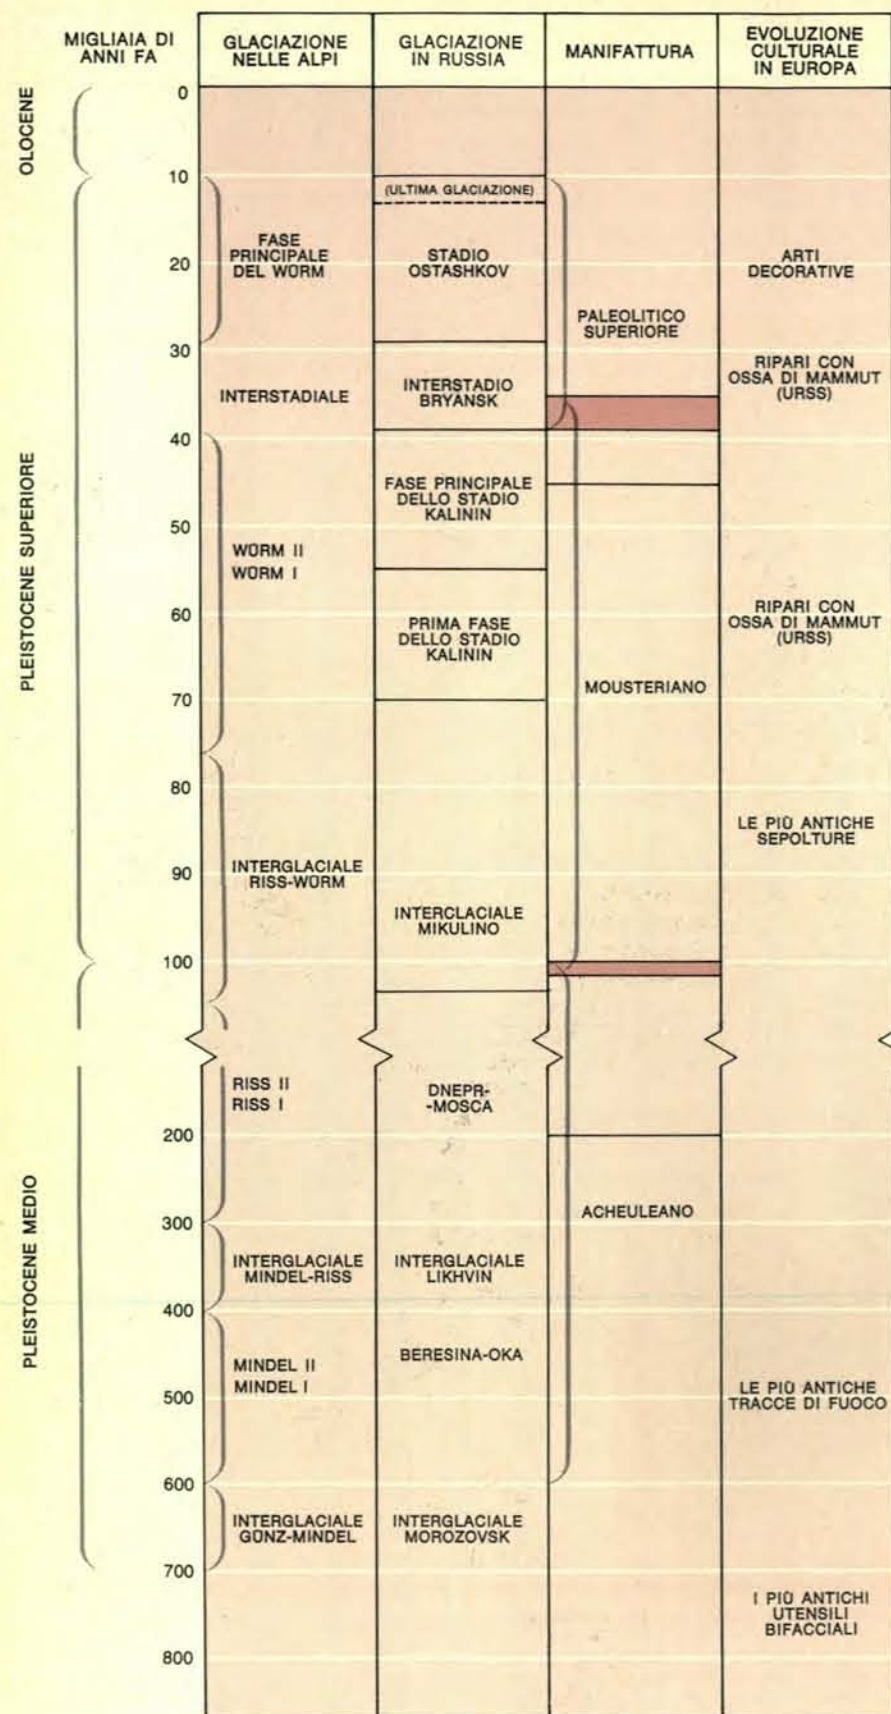 MIGLIAIA DI
ANNI FA
GLACIAZIONE
NELLE ALPI
GLACIAZIONE
IN RUSSIA
MANIFATTURA
EVOLUZIONE
CULTURALE
IN EUROPA
OLOCENE
PLEISTOCENE SUPERIORE
PLEISTOCENE MEDIO
0
10
20
30
40
50
60
70
80
90
100
200
300
400
500
600
700
800
FASE
PRINCIPALE
DEL WÜRM
INTERSTADIALE
WÜRM II
WÜRM I
INTERGLACIALE
RISS-WÜRM
RISS II
RISS I
INTERGLACIALE
MINDEL-RISS
MINDEL II
MINDEL I
INTERGLACIALE
GÜNZ-MINDEL
(ULTIMA GLACIAZIONE)
STADIO
OSTASHKOV
INTERSTADIO
BRYANSK
FASE PRINCIPALE
DELLO STADIO
KALININ
PRIMA FASE
DELLO STADIO
KALININ
INTERCLACIALE
MIKULINO
DNEPR-
-MOSCA
INTERGLACIALE
LIKHVIN
BERESINA-OKA
INTERGLACIALE
MOROZOVSK
PALEOLITICO
SUPERIORE
MOUSTERIANO
ACHEULEANO
ARTI
DECORATIVE
RIPARI CON
OSSA DI MAMMUT
(URSS)
RIPARI CON
OSSA DI MAMMUT
(URSS)
LE PIÙ ANTICHE
SEPOLTURE
LE PIÙ ANTICHE
TRACCE DI FUOCO
I PIÙ ANTICHI
UTENSILI
BIFACCIALI